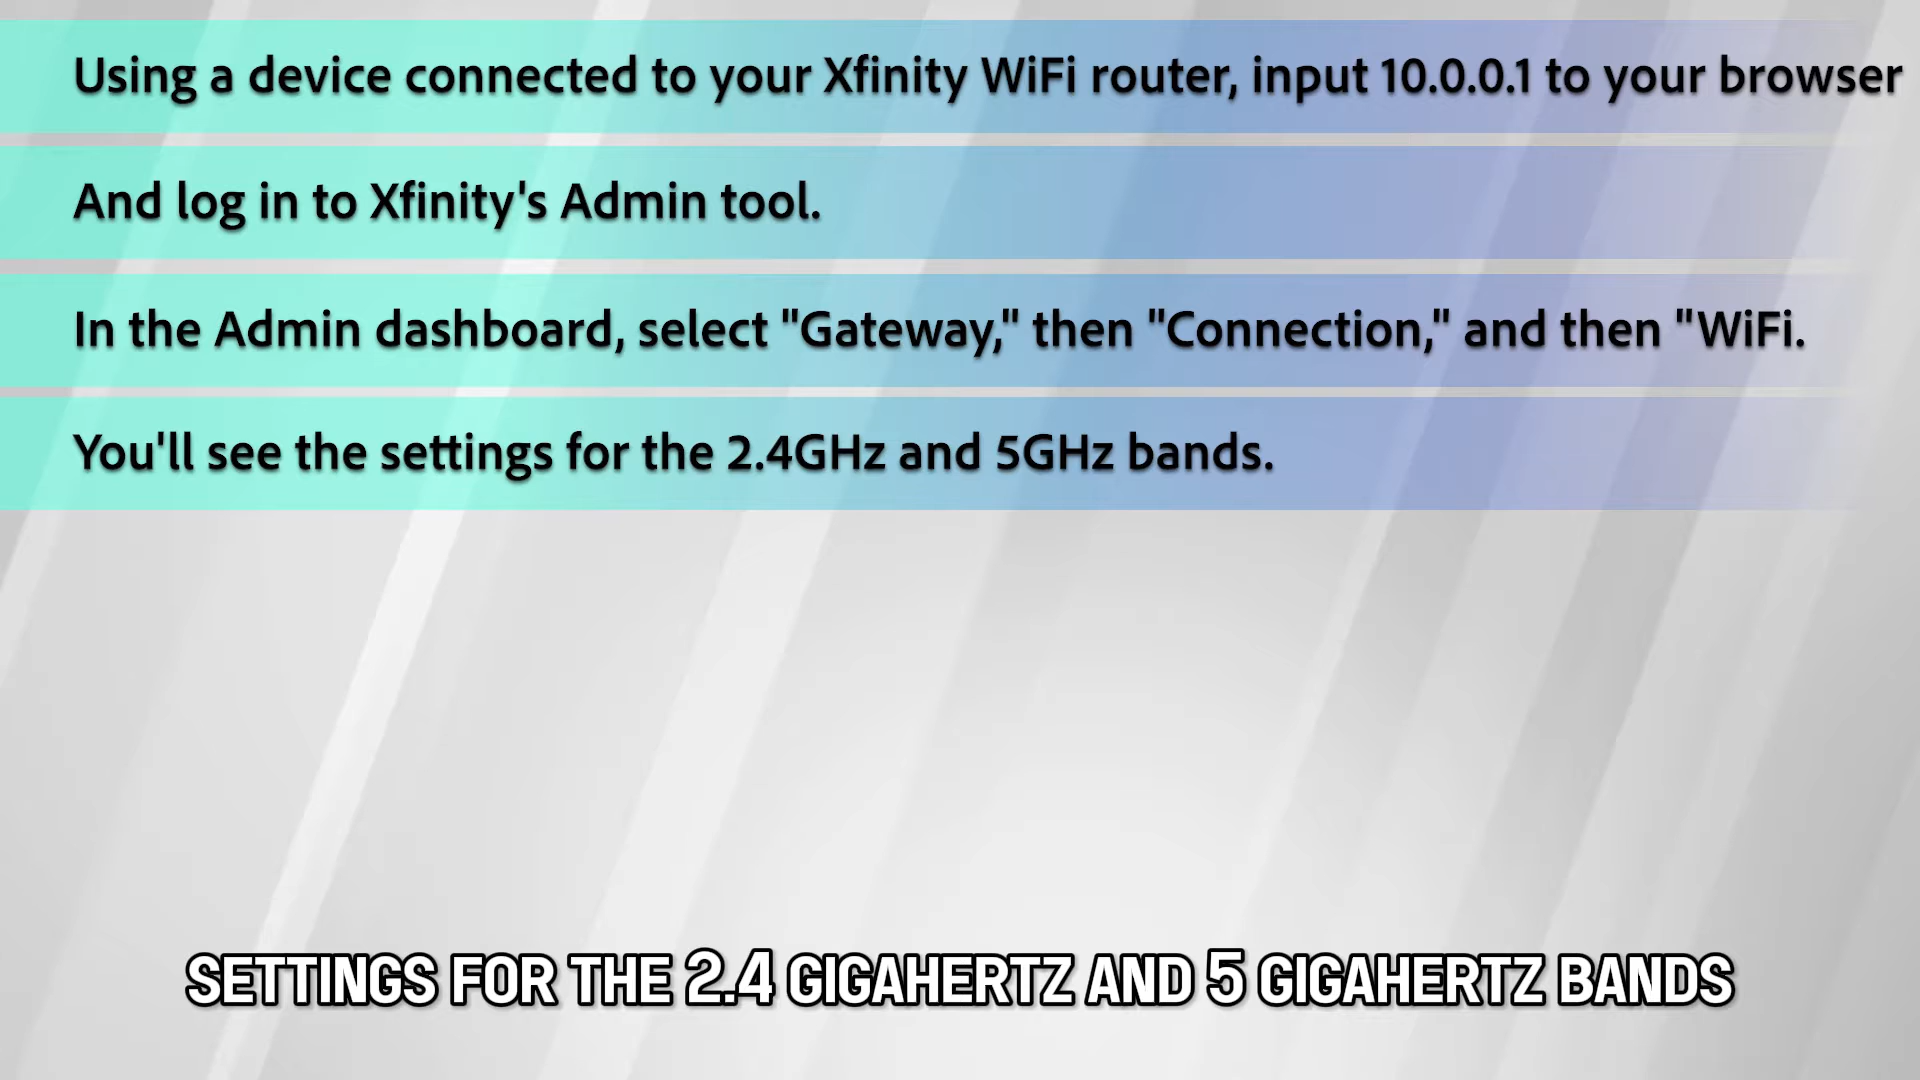 Using a device connected to your Xfinity WiFi router, input 10.0.0.1 to your browser
And log in to Xfinity's Admin tool.
In the Admin dashboard, select "Gateway," then "Connection," and then "WiFi.
You'll see the settings for the 2.4GHz and 5GHz bands.
SETTINGS FOR THE 2.4 GIGAHERTZ AND 5 GIGAHERTZ BANDS